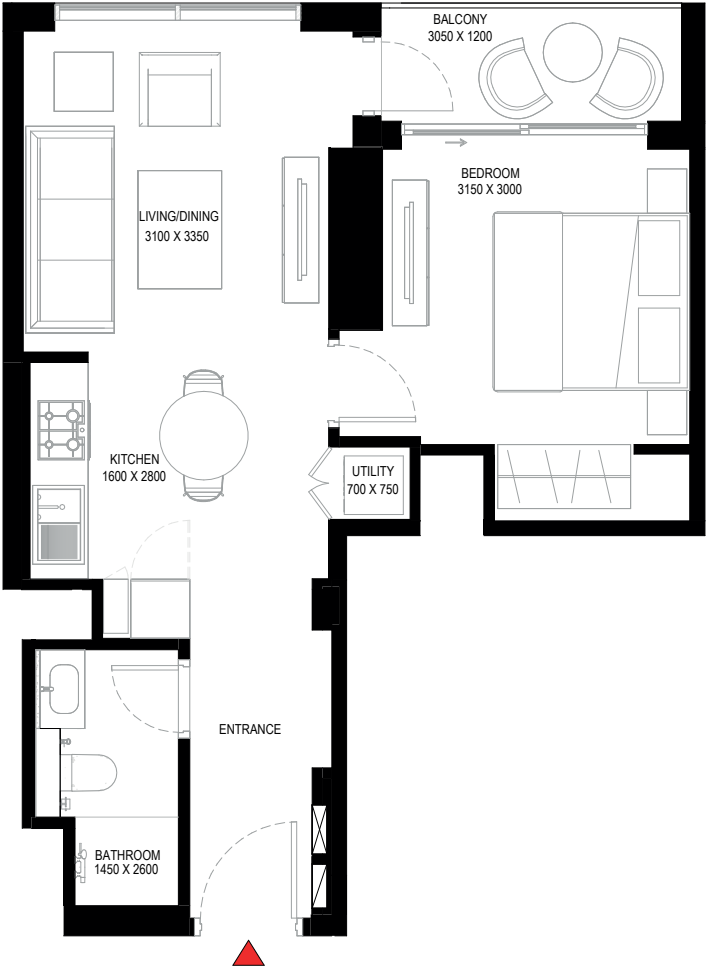 BALCONY
3050 X 1200
BEDROOM
3150 X 3000
LIVING/DINING
3100 X 3350
KITCHEN
1600 X 2800
UTILITY
700 X 750
ENTRANCE
BATHROOM
1450 X 2600